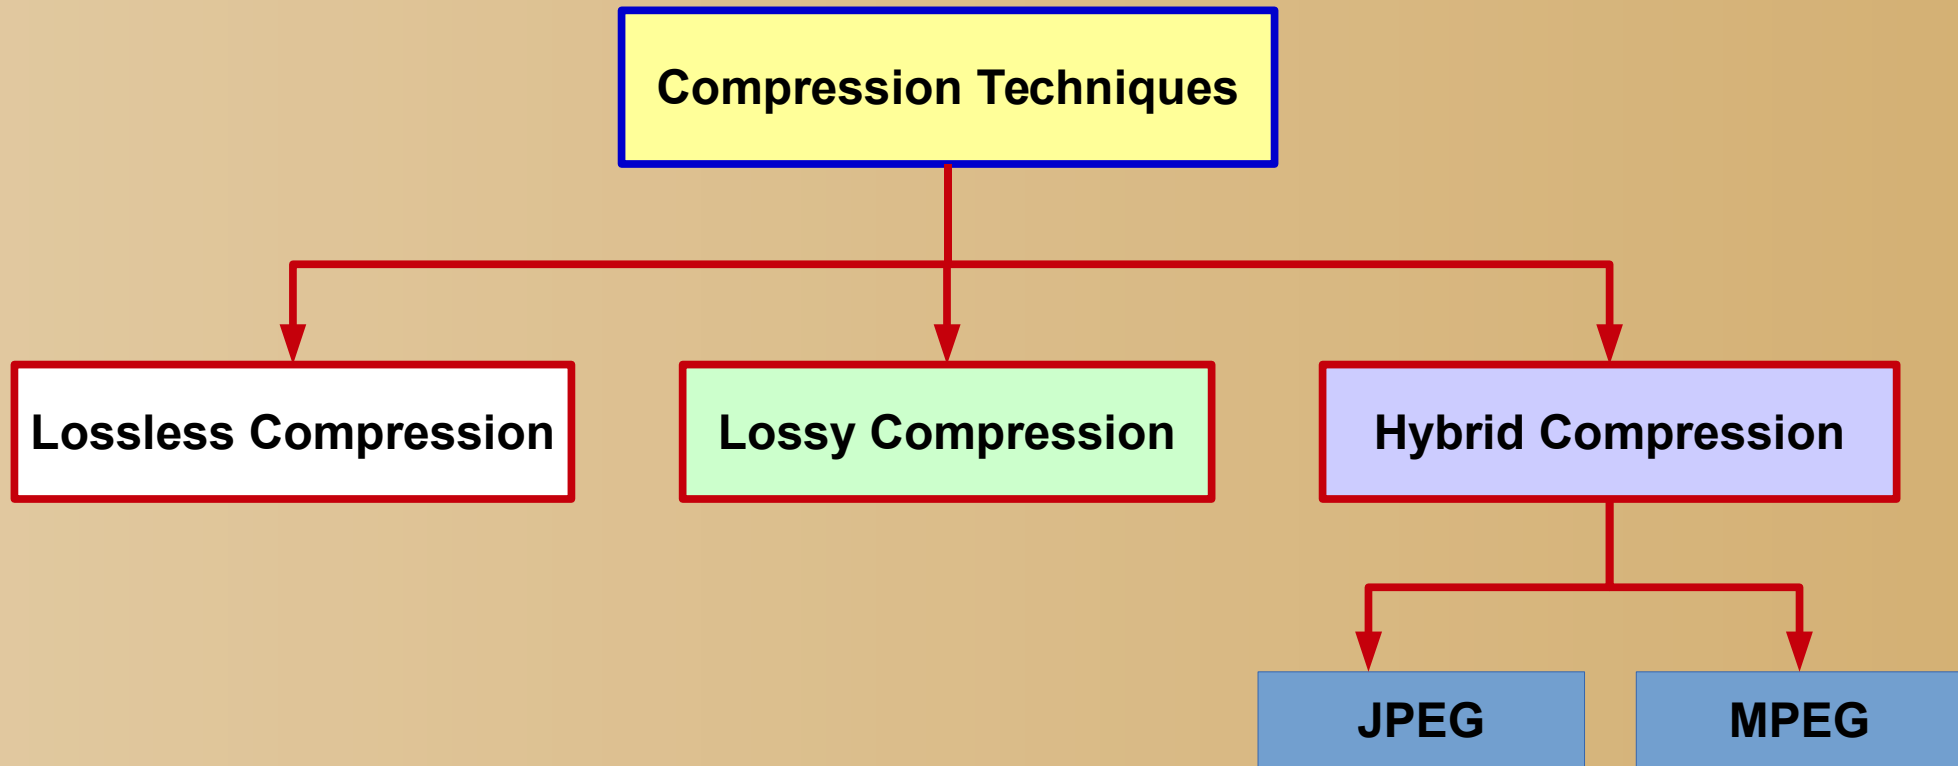 Compression Techniques
Lossless Compression
Lossy Compression
Hybrid Compression
JPEG
MPEG